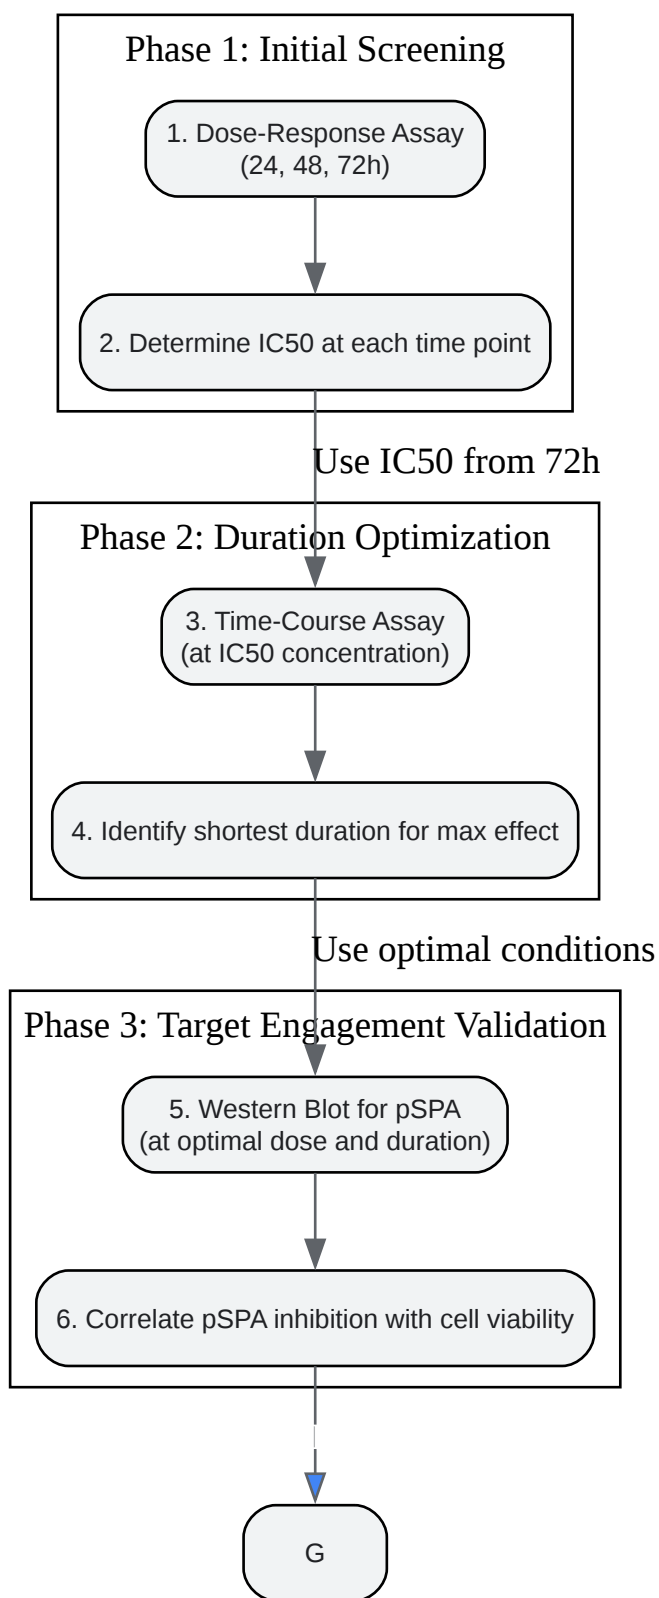 Phase 1: Initial Screening
1. Dose-Response Assay
(24, 48, 72h)
2. Determine IC50 at each time point
Use IC50 from 72h
Phase 2: Duration Optimization
3. Time-Course Assay
(at IC50 concentration)
4. Identify shortest duration for max effect
Use optimal conditions
Phase 3: Target Engagement Validation
5. Western Blot for pSPA
(at optimal dose and duration)
6. Correlate pSPA inhibition with cell viability
G